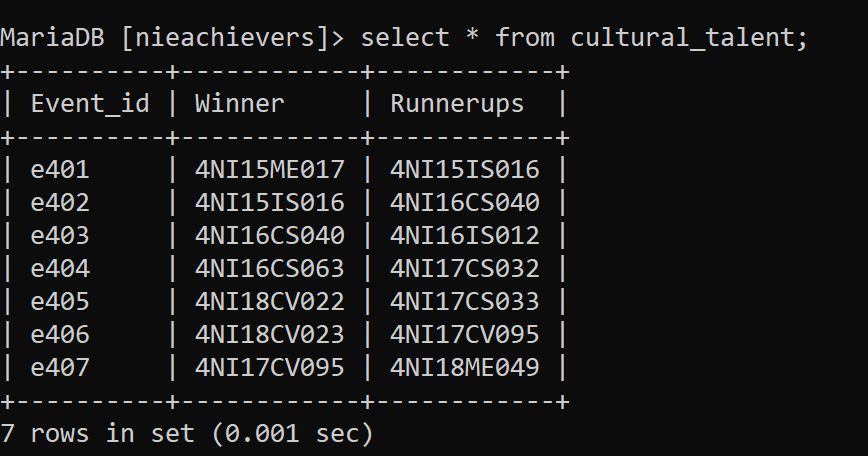 MariaDB [nieachievers]> select * from cultural_talent;
+----------+------------+------------+
| Event_id | Winner     | Runnerups  |
+----------+------------+------------+
| e401     | 4NI15ME017 | 4NI15IS016 |
| e402     | 4NI15IS016 | 4NI16CS040 |
| e403     | 4NI16CS040 | 4NI16IS012 |
| e404     | 4NI16CS063 | 4NI17CS032 |
| e405     | 4NI18CV022 | 4NI17CS033 |
| e406     | 4NI18CV023 | 4NI17CV095 |
| e407     | 4NI17CV095 | 4NI18ME049 |
+----------+------------+------------+
7 rows in set (0.001 sec)